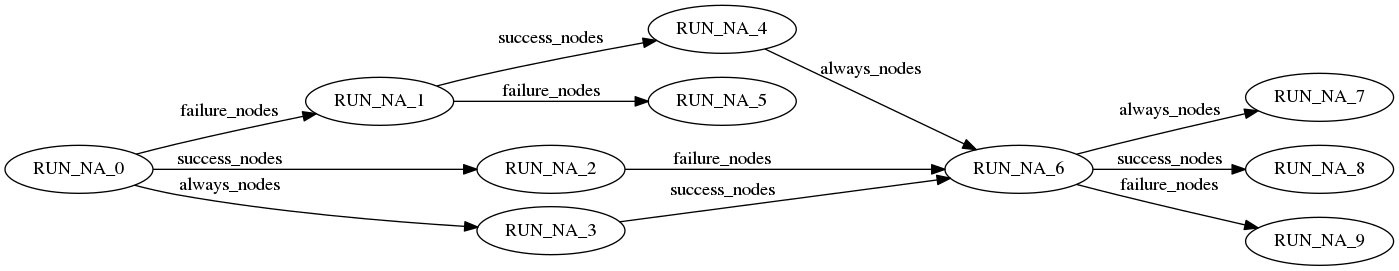 RUN_NA_0
failure_nodes
success_nodes
always_nodes
RUN_NA_1
success_nodes
failure_nodes
RUN_NA_2
failure_nodes
RUN_NA_3
success_nodes
RUN_NA_4
always_nodes
RUN_NA_5
RUN_NA_6
always_nodes
success_nodes
failure_nodes
RUN_NA_7
RUN_NA_8
RUN_NA_9